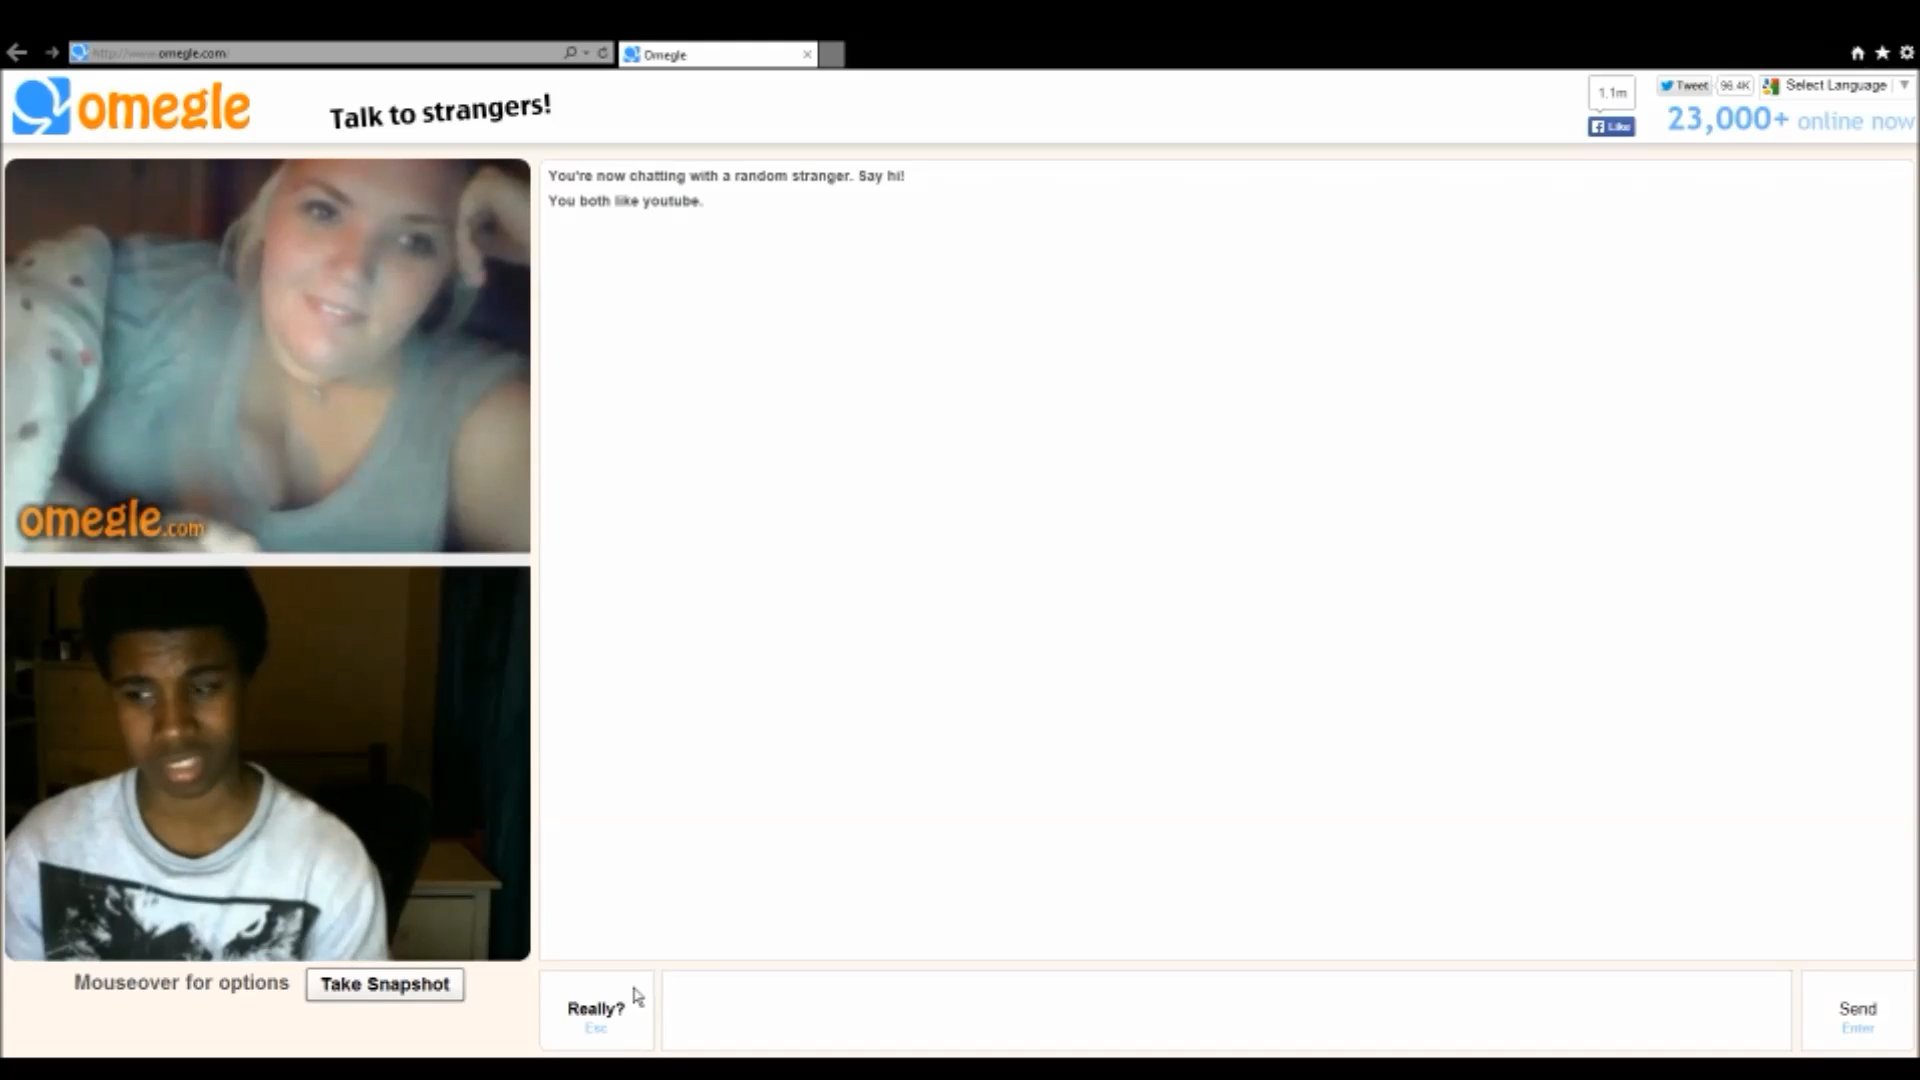 http://www.omegle.com/
Omegle
omegle
Talk to strangers!
1.1m
Like
Tweet
96.4K
Select Language
23,000+ online now
You're now chatting with a random stranger. Say hi!
You both like youtube.
omegle.com
Mouseover for options
Take Snapshot
Really?
Esc
Send
Enter